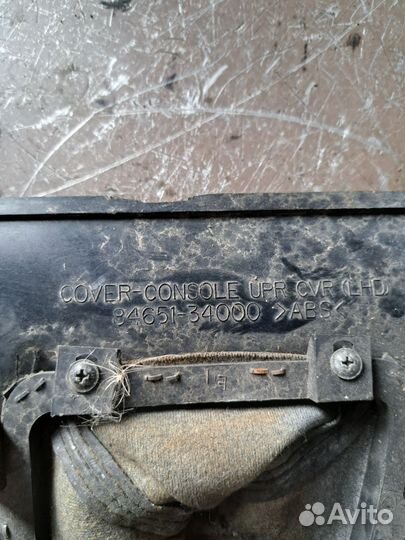 COVER-CONSOLE UPR CVR (LHD)
84651-34000 >ABS<
Avito